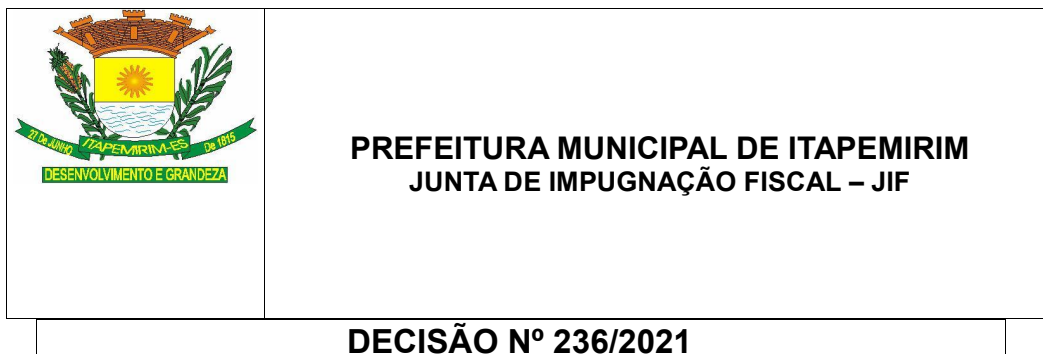 27 De JUNHO ITAPEMIRIM-ES De 1815
DESENVOLVIMENTO E GRANDEZA
PREFEITURA MUNICIPAL DE ITAPEMIRIM
JUNTA DE IMPUGNAÇÃO FISCAL – JIF
DECISÃO Nº 236/2021